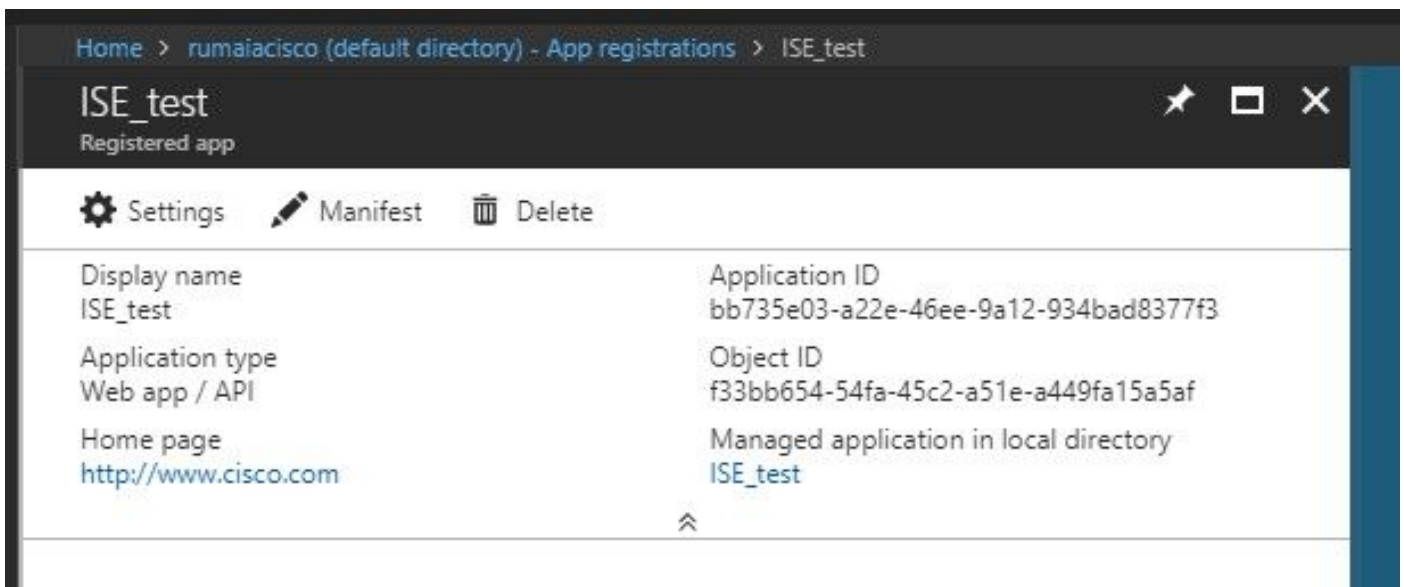 Home > rumaiacisco (default directory) - App registrations > ISE_test
ISE_test
Registered app
Settings Manifest Delete
Display name
ISE_test
Application ID
bb735e03-a22e-46ee-9a12-934bad8377f3
Application type
Web app / API
Object ID
f33bb654-54fa-45c2-a51e-a449fa15a5af
Home page
http://www.cisco.com
Managed application in local directory
ISE_test